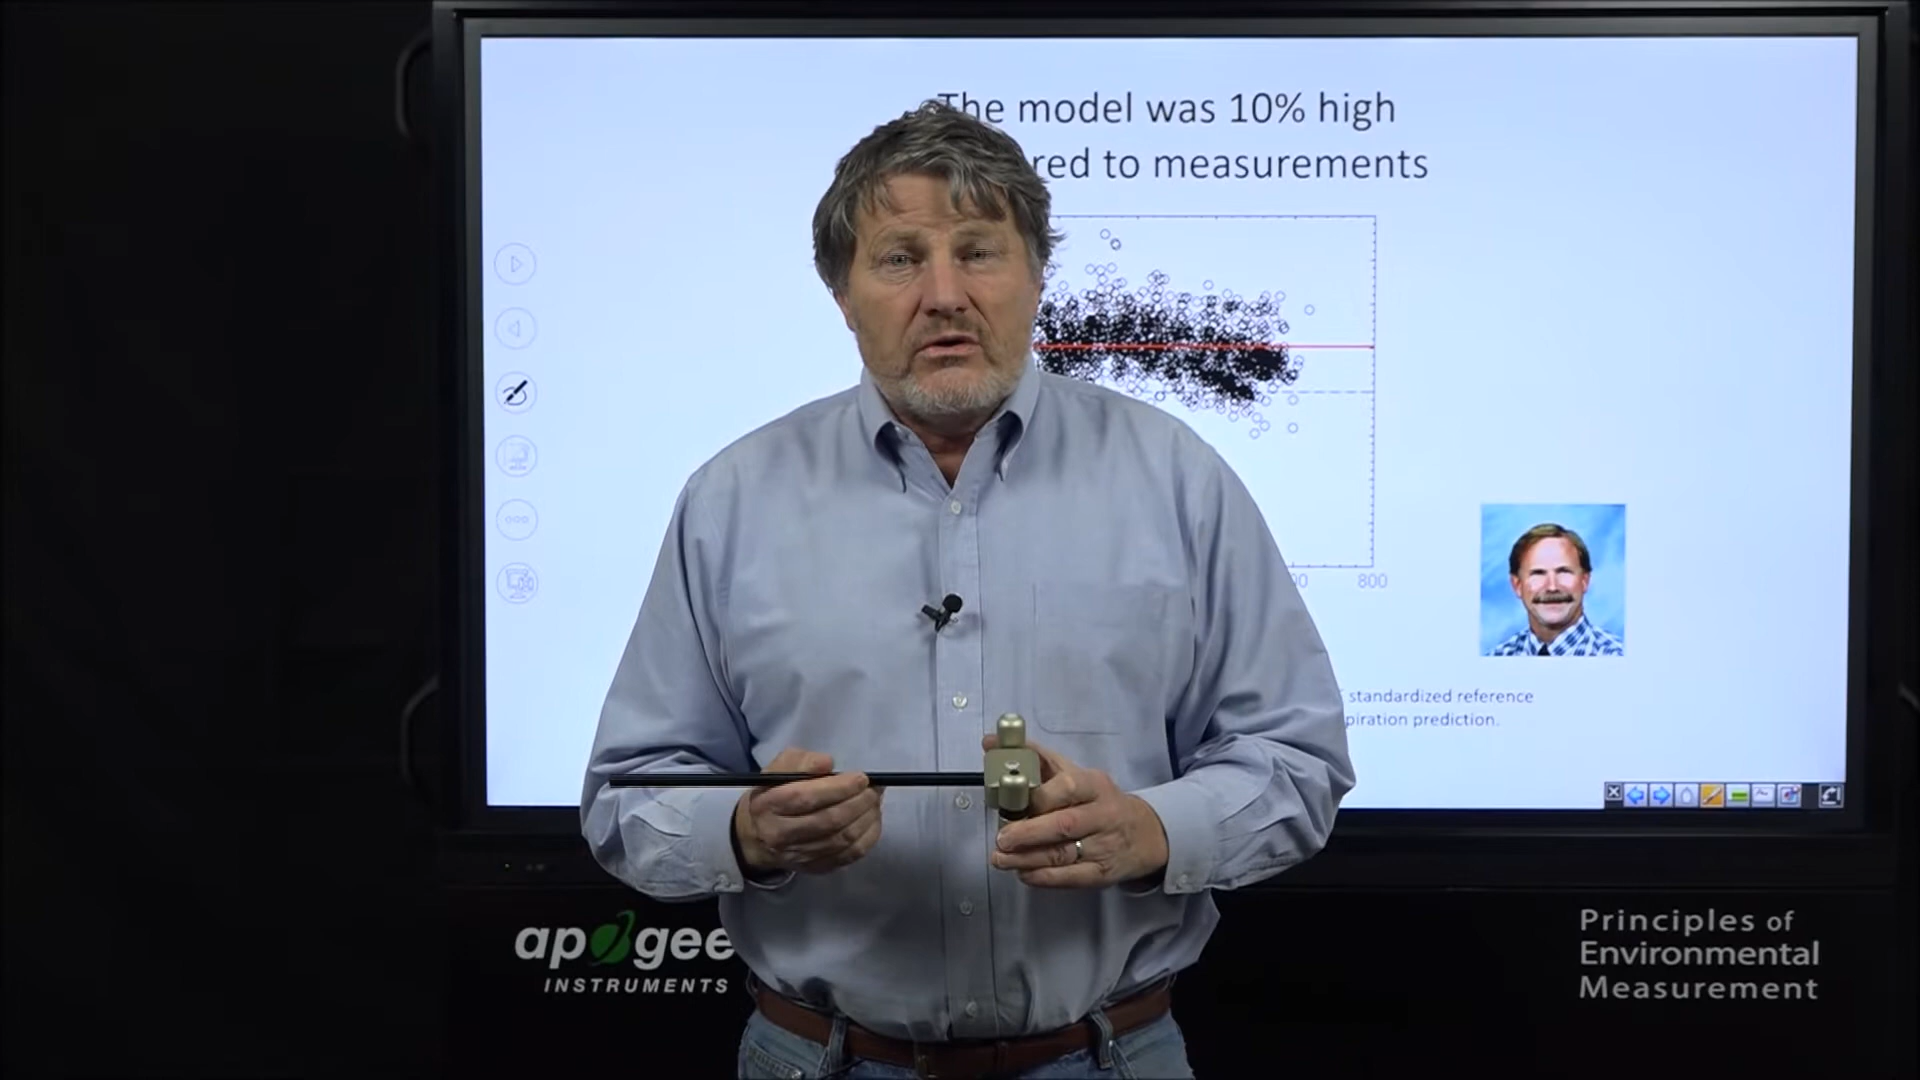 The model was 10% high
red to measurements
800
standardized reference
piration prediction.
apogee
INSTRUMENTS
Principles of
Environmental
Measurement